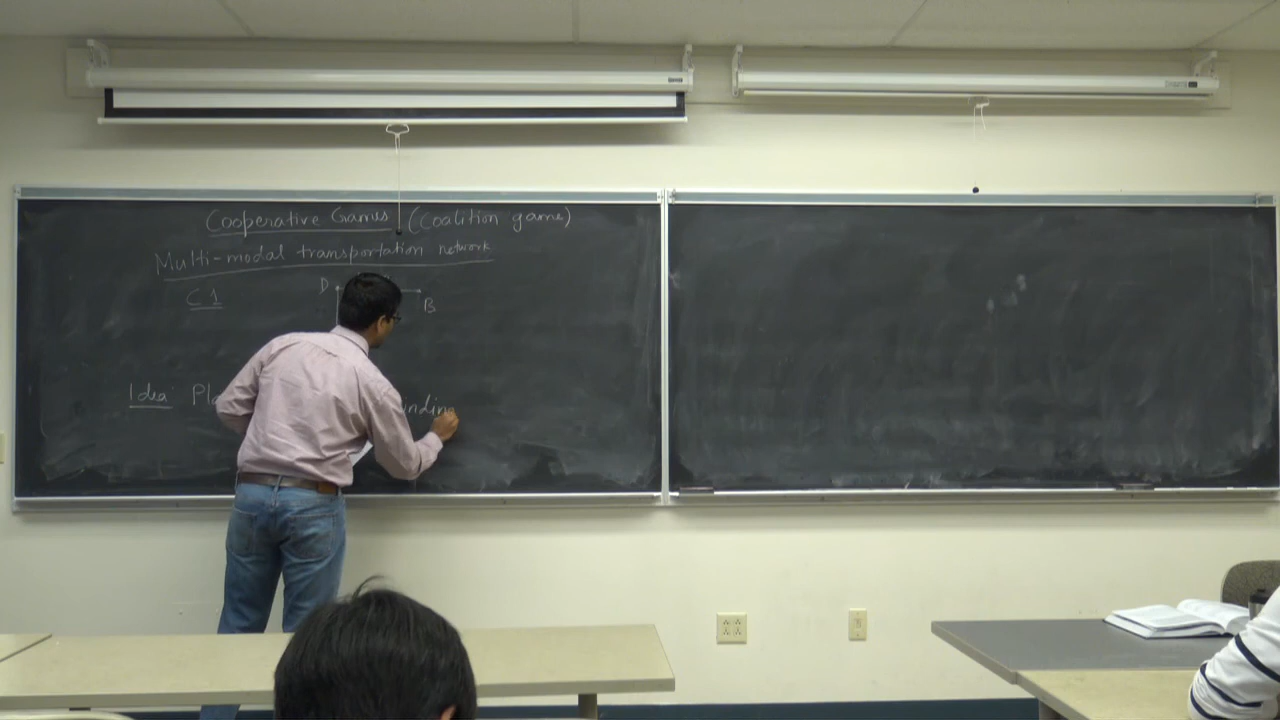 Cooperative Games (Coalition game)
Multi-modal transportation network
C1
D
B
Idea